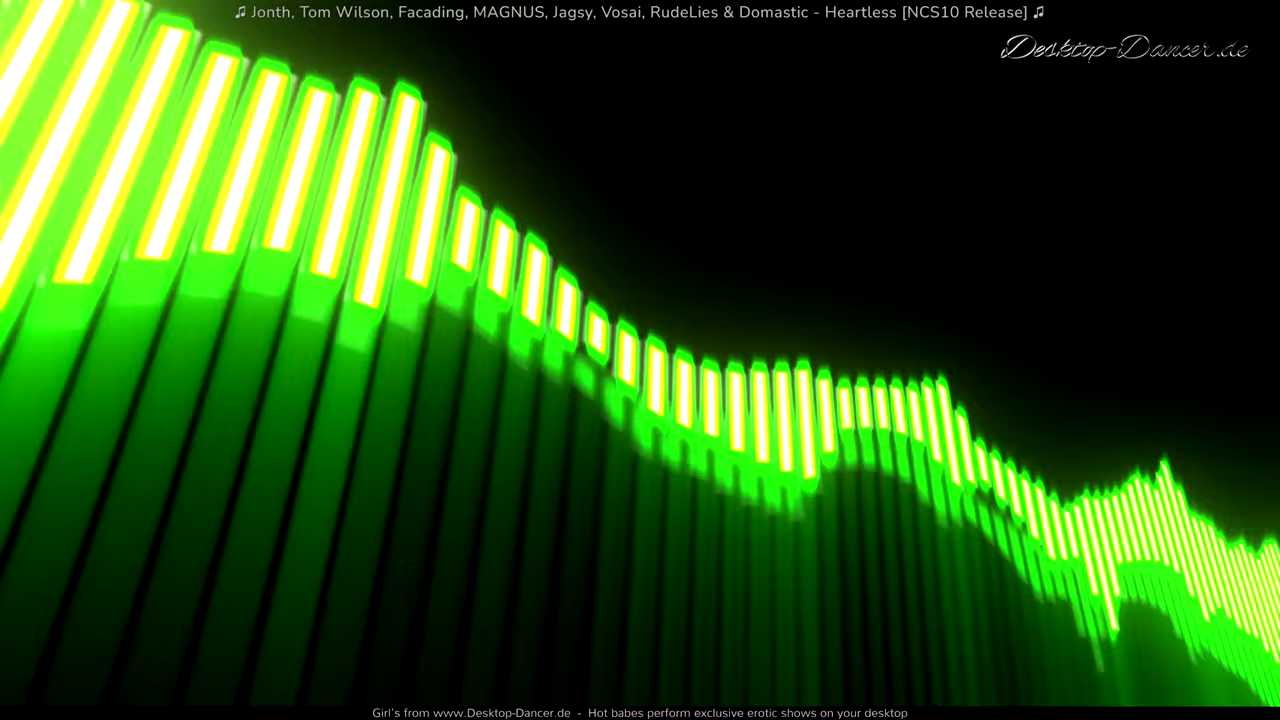 ♫ Jonth, Tom Wilson, Facading, MAGNUS, Jagsy, Vosai, RudeLies & Domastic - Heartless [NCS10 Release] ♫
Desktop-Dancer.de
Girl's from www.Desktop-Dancer.de - Hot babes perform exclusive erotic shows on your desktop